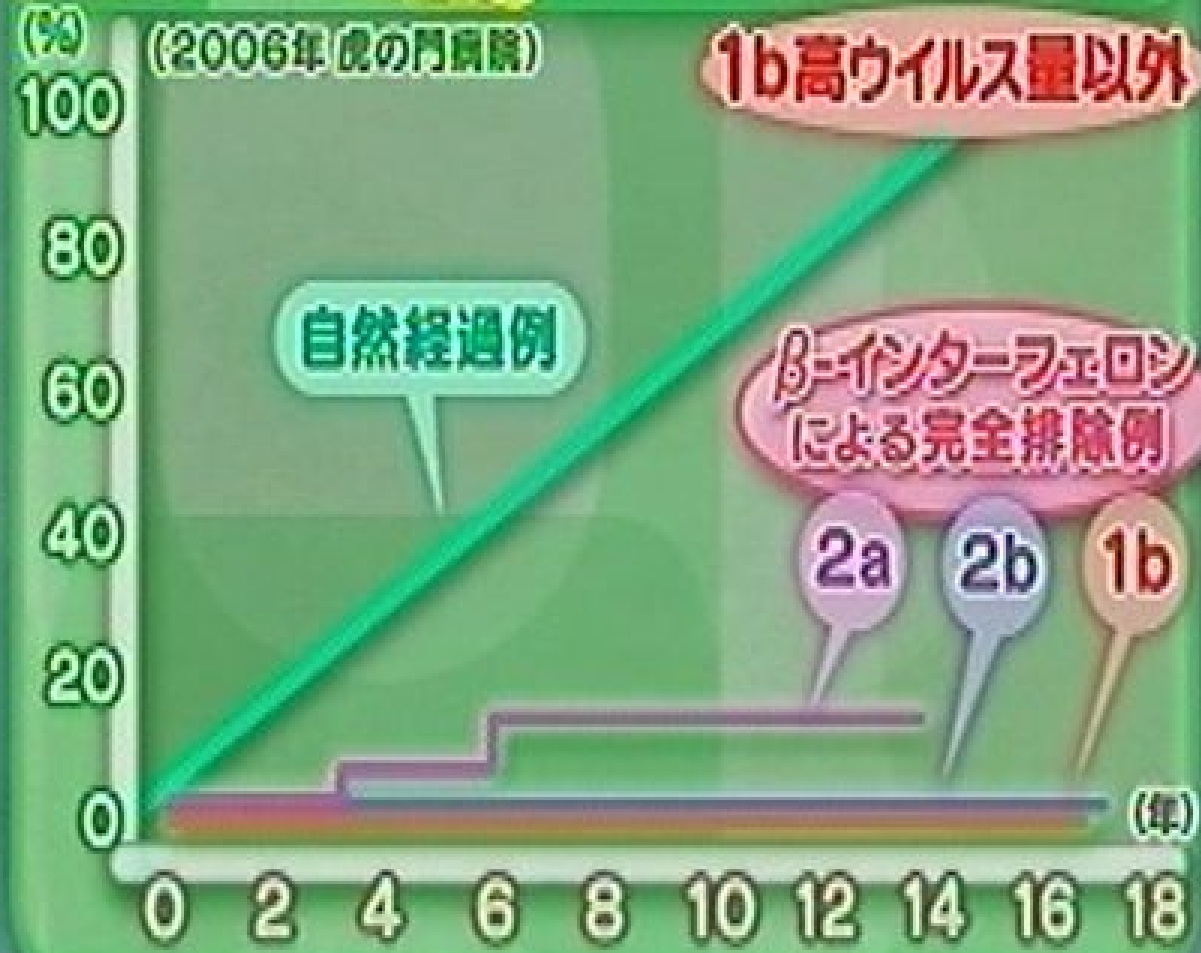 (%)
(2006年 虎の門病院)
1b高ウイルス量以外
100
80
60
40
20
0
自然経過例
β-インターフェロン
による完全排除例
2a
2b
1b
(年)
0 2 4 6 8 10 12 14 16 18